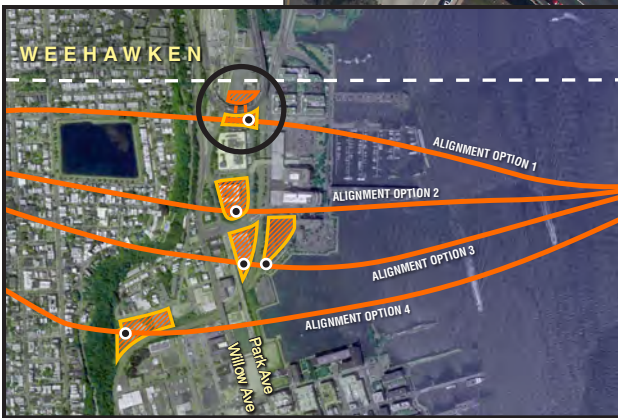 WEEHAWKEN
ALIGNMENT OPTION 1
ALIGNMENT OPTION 2
ALIGNMENT OPTION 3
ALIGNMENT OPTION 4
Park Ave
Willow Ave